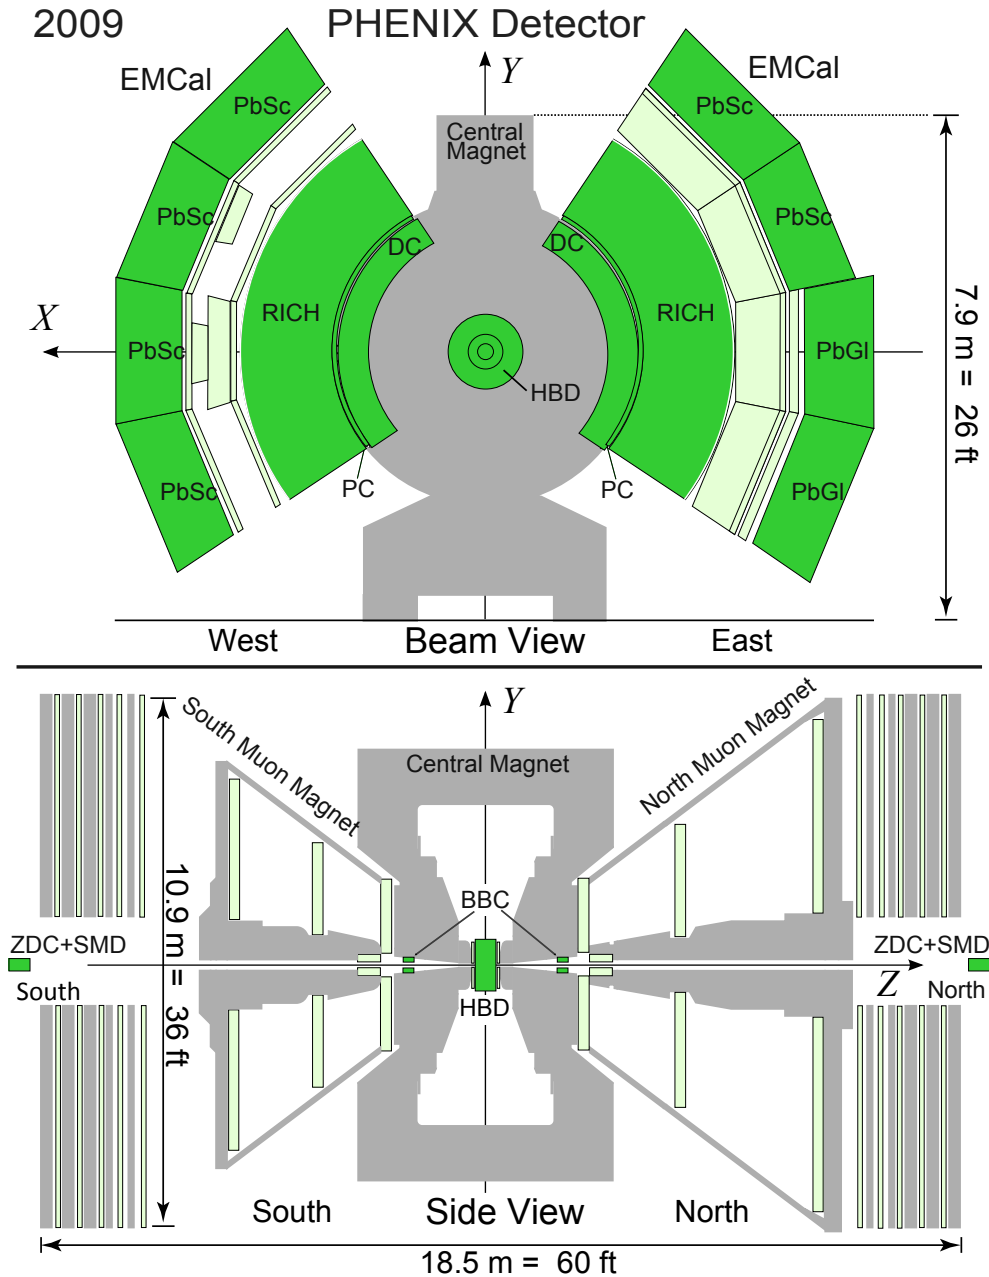 2009
PHENIX Detector
Y
EMCal
EMCal
PbSc
PbSc
Central
Magnet
PbSc
PbSc
DC
DC
X
RICH
RICH
PbSc
PbGl
HBD
7.9 m = 26 ft
PbSc
PC
PC
PbGl
West
Beam View
East
Y
South Muon Magnet
North Muon Magnet
Central Magnet
10.9 m = 36 ft
BBC
ZDC+SMD
ZDC+SMD
South
Z
North
HBD
South
Side View
North
18.5 m = 60 ft